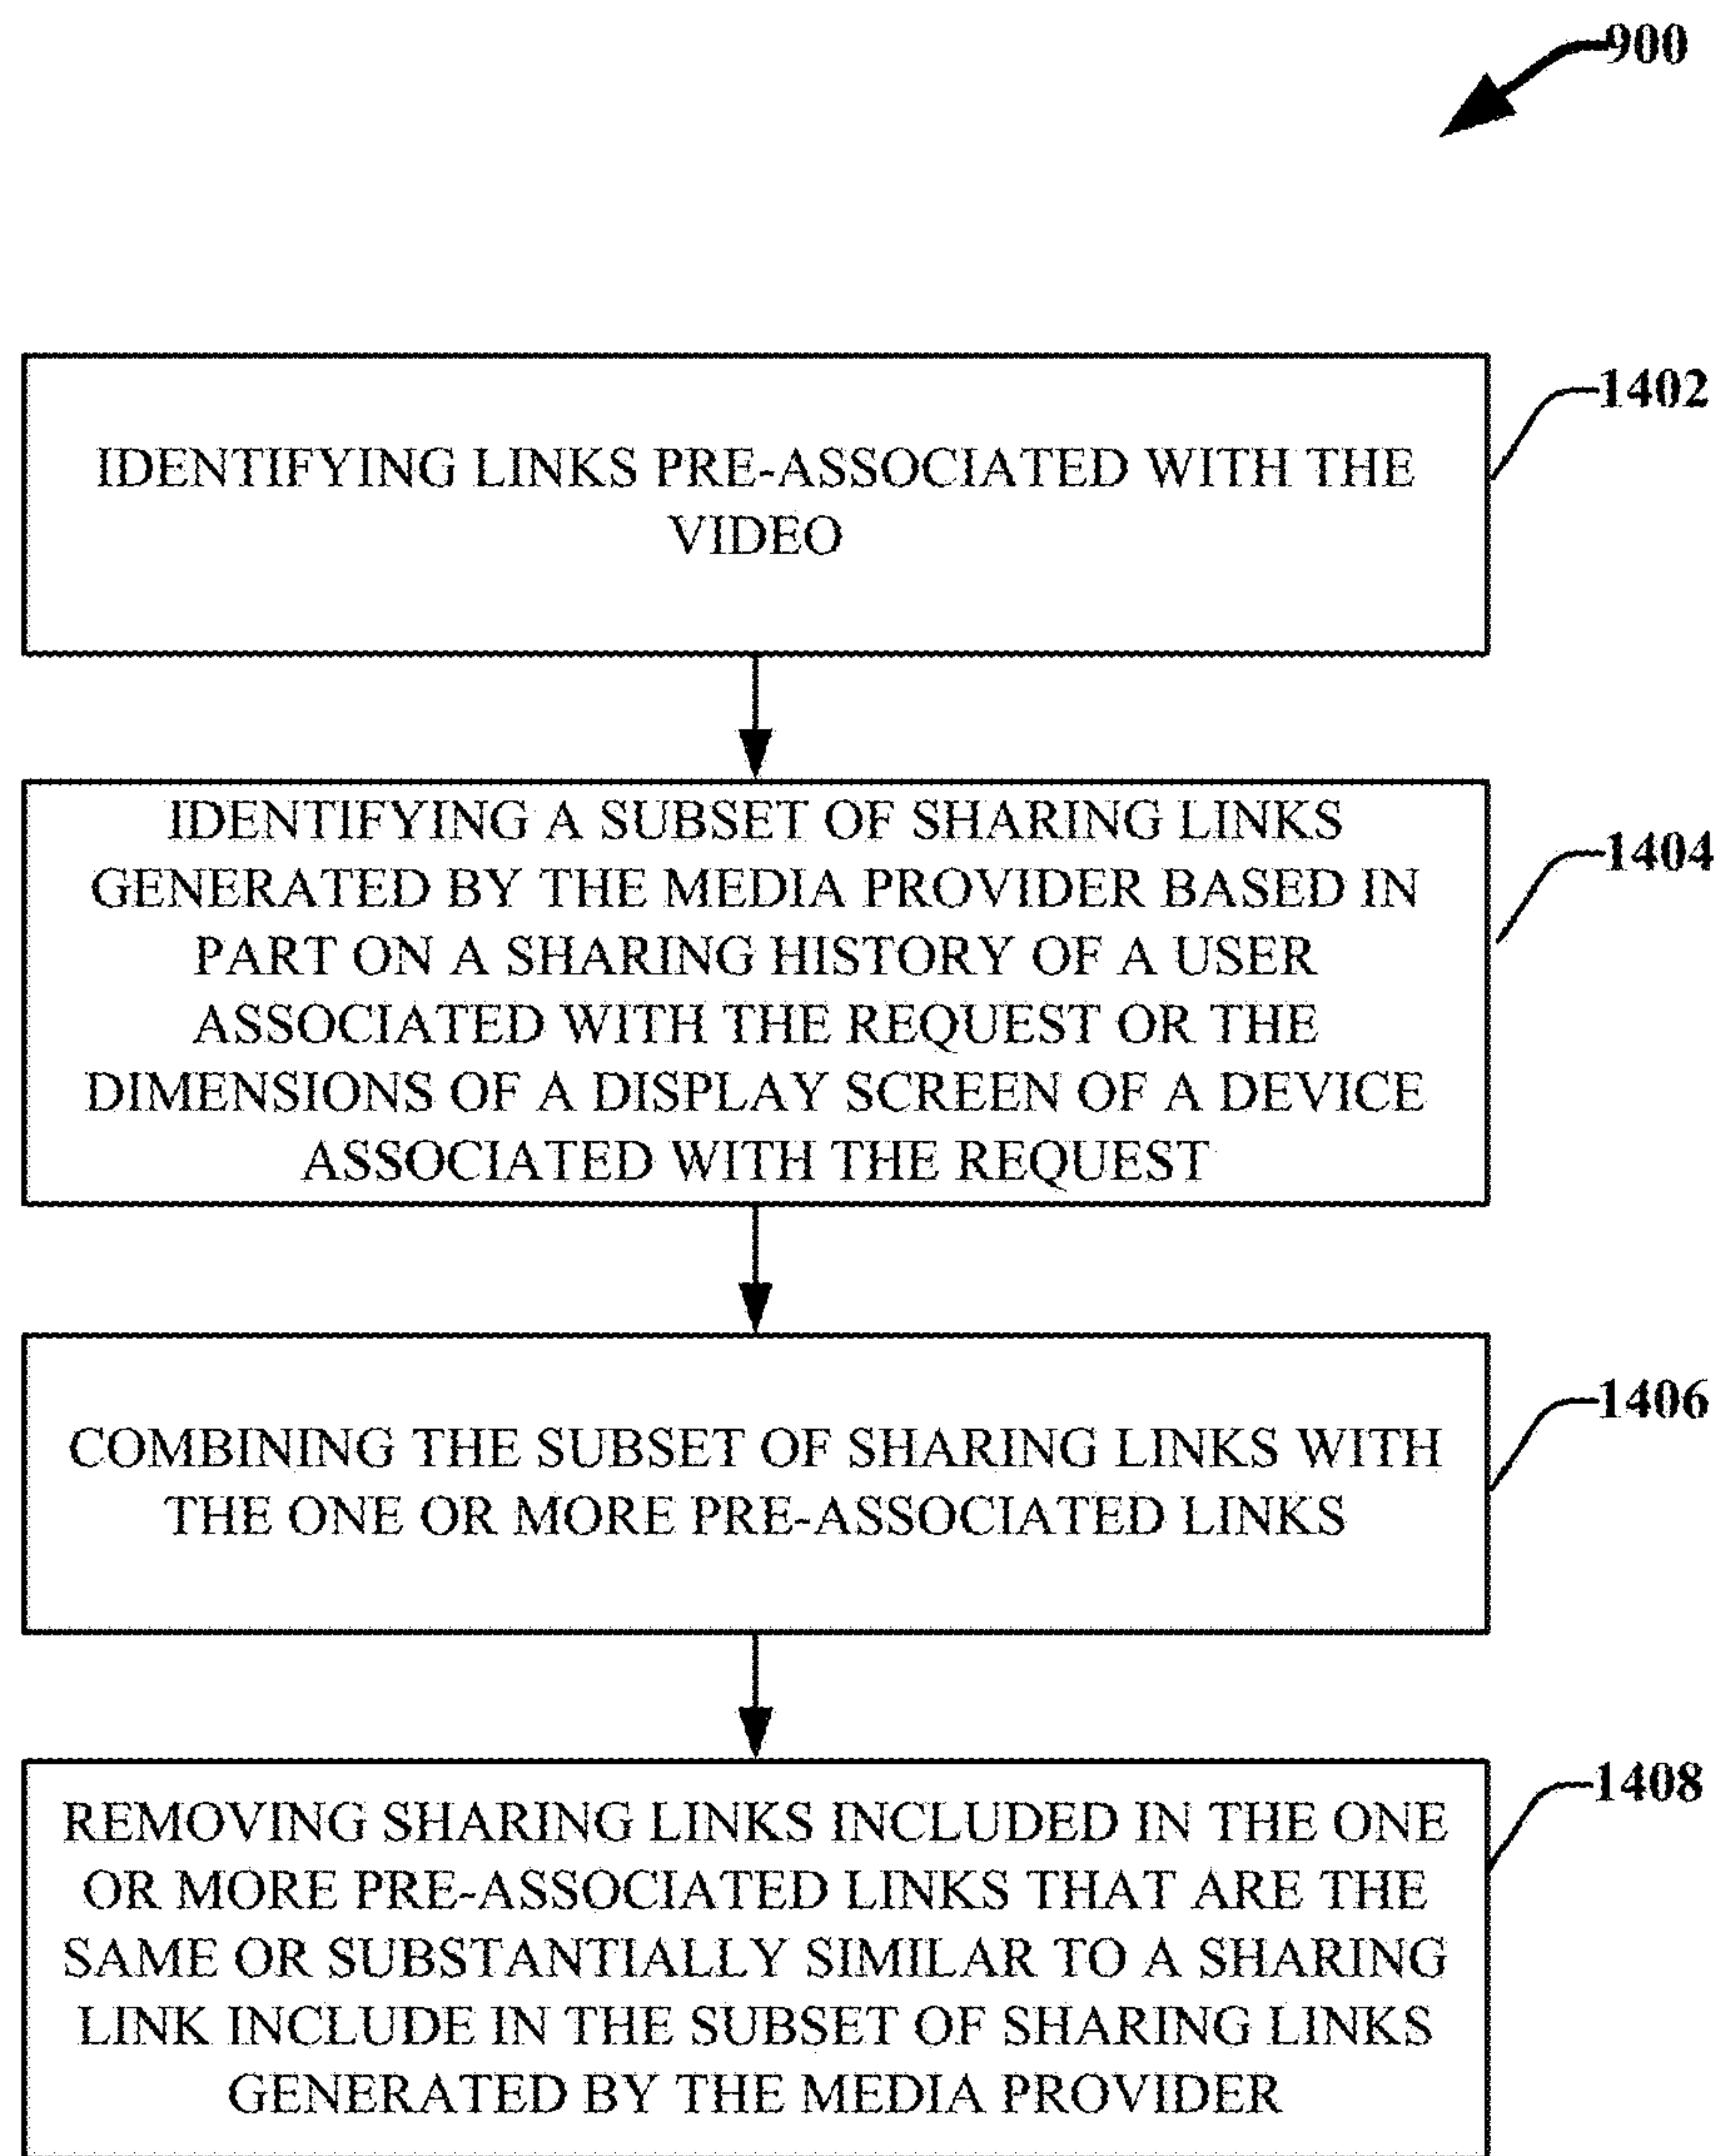 900
1402
IDENTIFYING LINKS PRE-ASSOCIATED WITH THE
VIDEO
1404
IDENTIFYING A SUBSET OF SHARING LINKS
GENERATED BY THE MEDIA PROVIDER BASED IN
PART ON A SHARING HISTORY OF A USER
ASSOCIATED WITH THE REQUEST OR THE
DIMENSIONS OF A DISPLAY SCREEN OF A DEVICE
ASSOCIATED WITH THE REQUEST
1406
COMBINING THE SUBSET OF SHARING LINKS WITH
THE ONE OR MORE PRE-ASSOCIATED LINKS
1408
REMOVING SHARING LINKS INCLUDED IN THE ONE
OR MORE PRE-ASSOCIATED LINKS THAT ARE THE
SAME OR SUBSTANTIALLY SIMILAR TO A SHARING
LINK INCLUDE IN THE SUBSET OF SHARING LINKS
GENERATED BY THE MEDIA PROVIDER